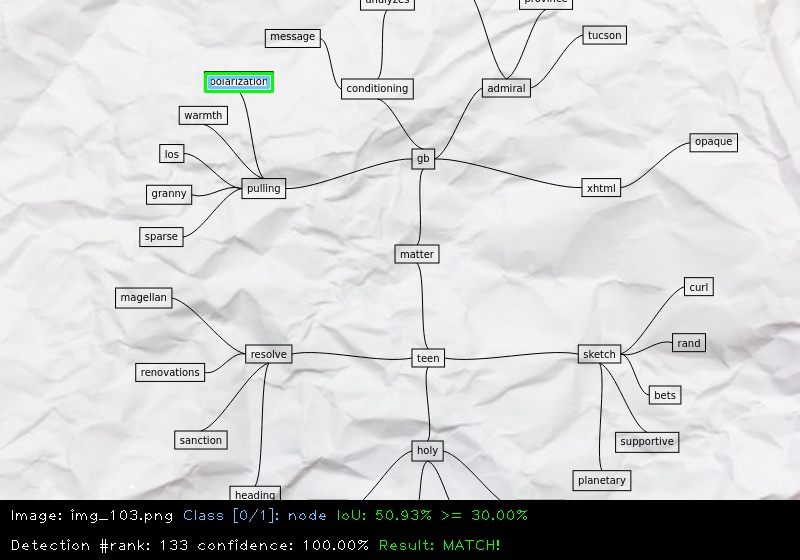 analyzes
province
message
tucson
conditioning
admiral
polarization
warmth
opaque
los
gb
granny
pulling
xhtml
sparse
matter
magellan
curl
rand
resolve
teen
sketch
renovations
bets
sanction
supportive
holy
planetary
heading
Image: img_103.png Class [0/1]: node IoU: 50.93% >= 30.00%
Detection #rank: 133 confidence: 100.00% Result: MATCH!